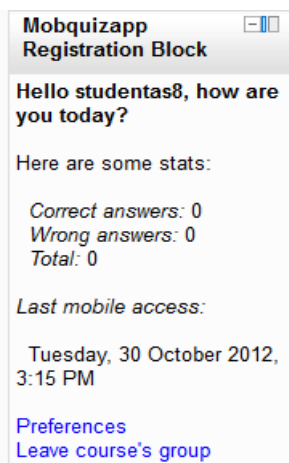 Mobquizapp
Registration Block
Hello studentas8, how are
you today?
Here are some stats:
Correct answers: 0
Wrong answers: 0
Total: 0
Last mobile access:
Tuesday, 30 October 2012,
3:15 PM
Preferences
Leave course's group